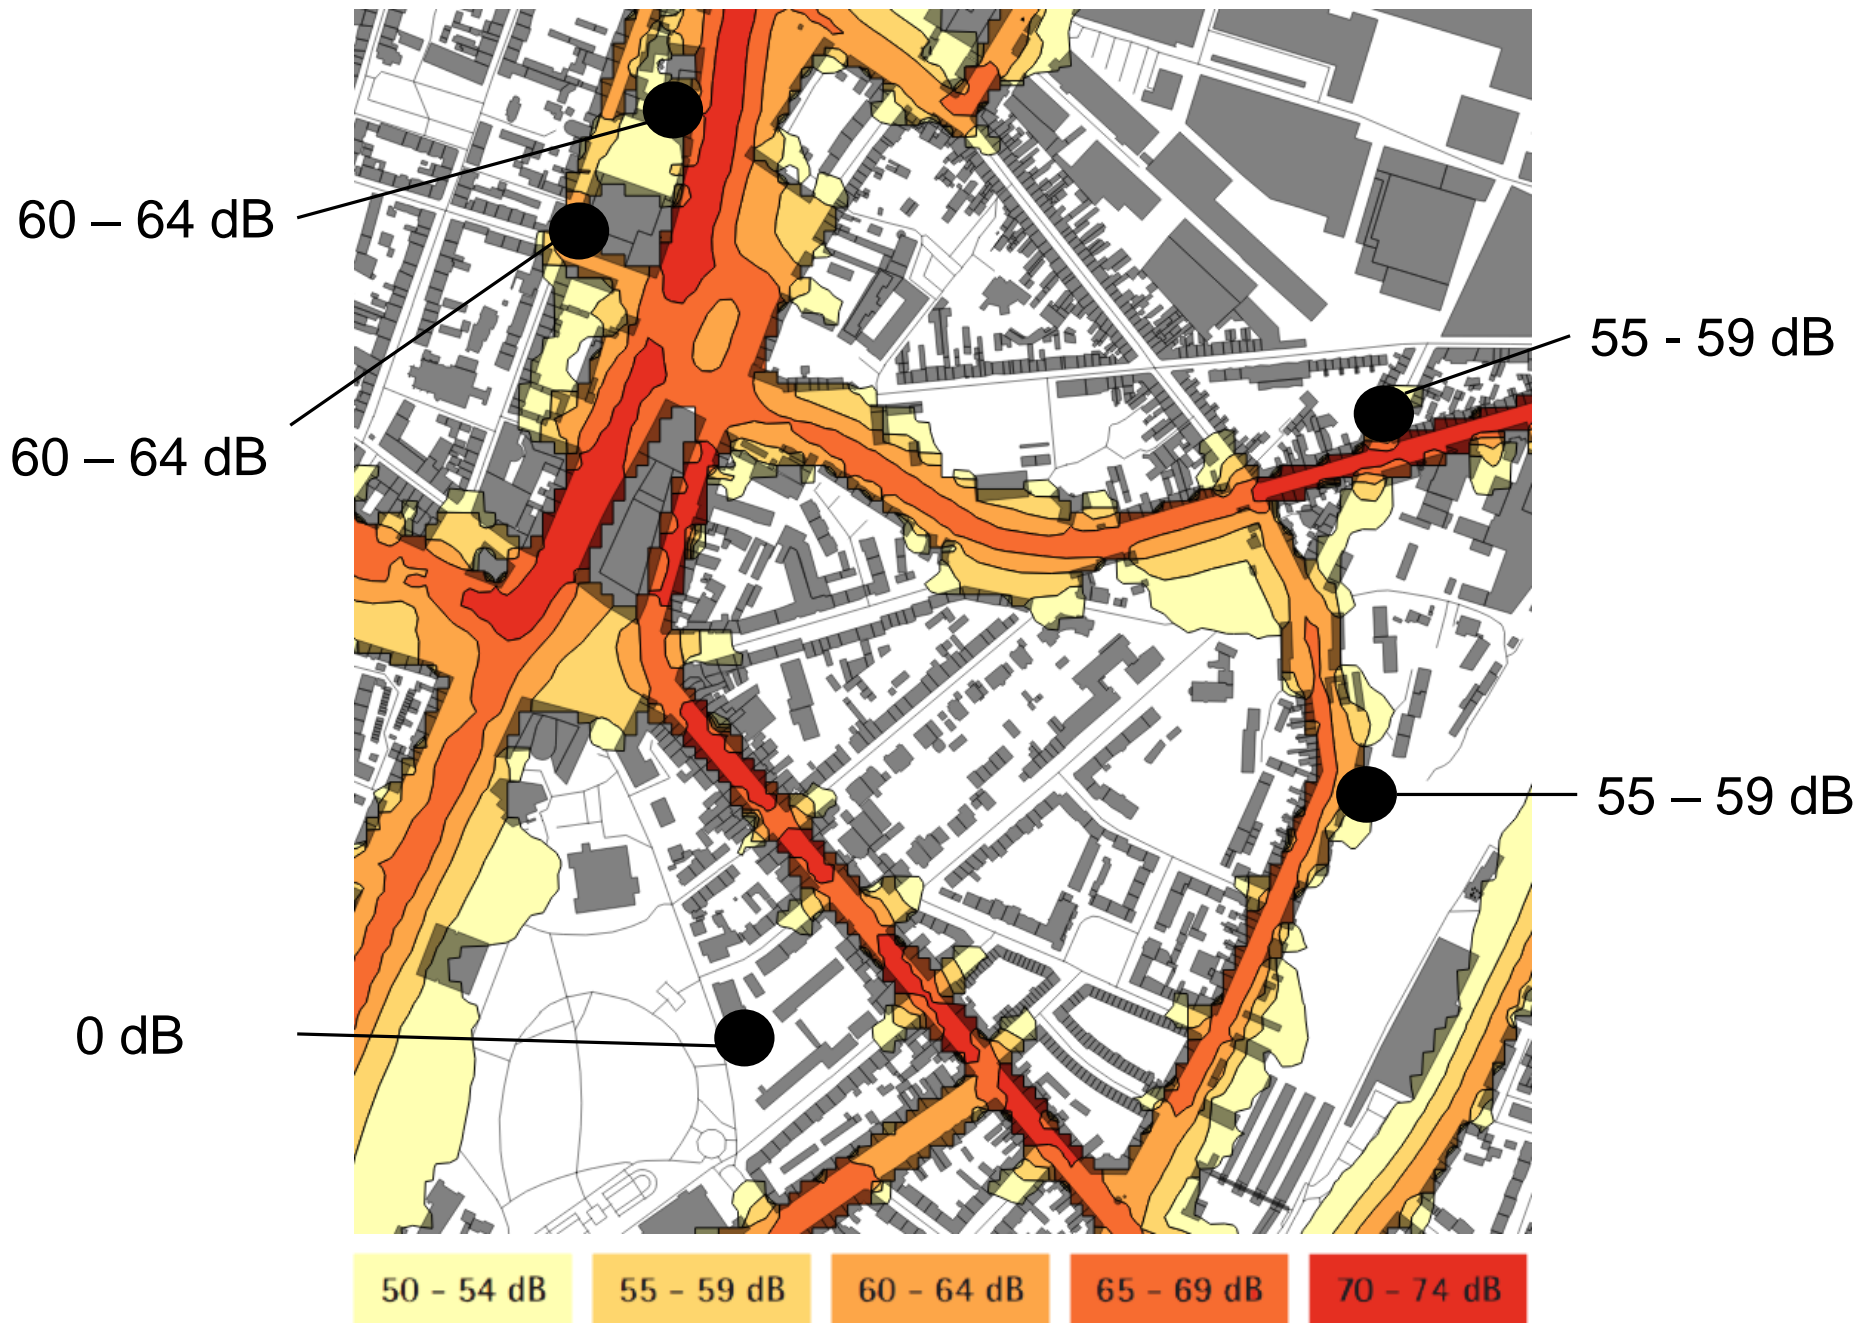 60 – 64 dB
55 - 59 dB
60 – 64 dB
55 – 59 dB
0 dB
50 - 54 dB
55 - 59 dB
60 - 64 dB
65 - 69 dB
70 - 74 dB